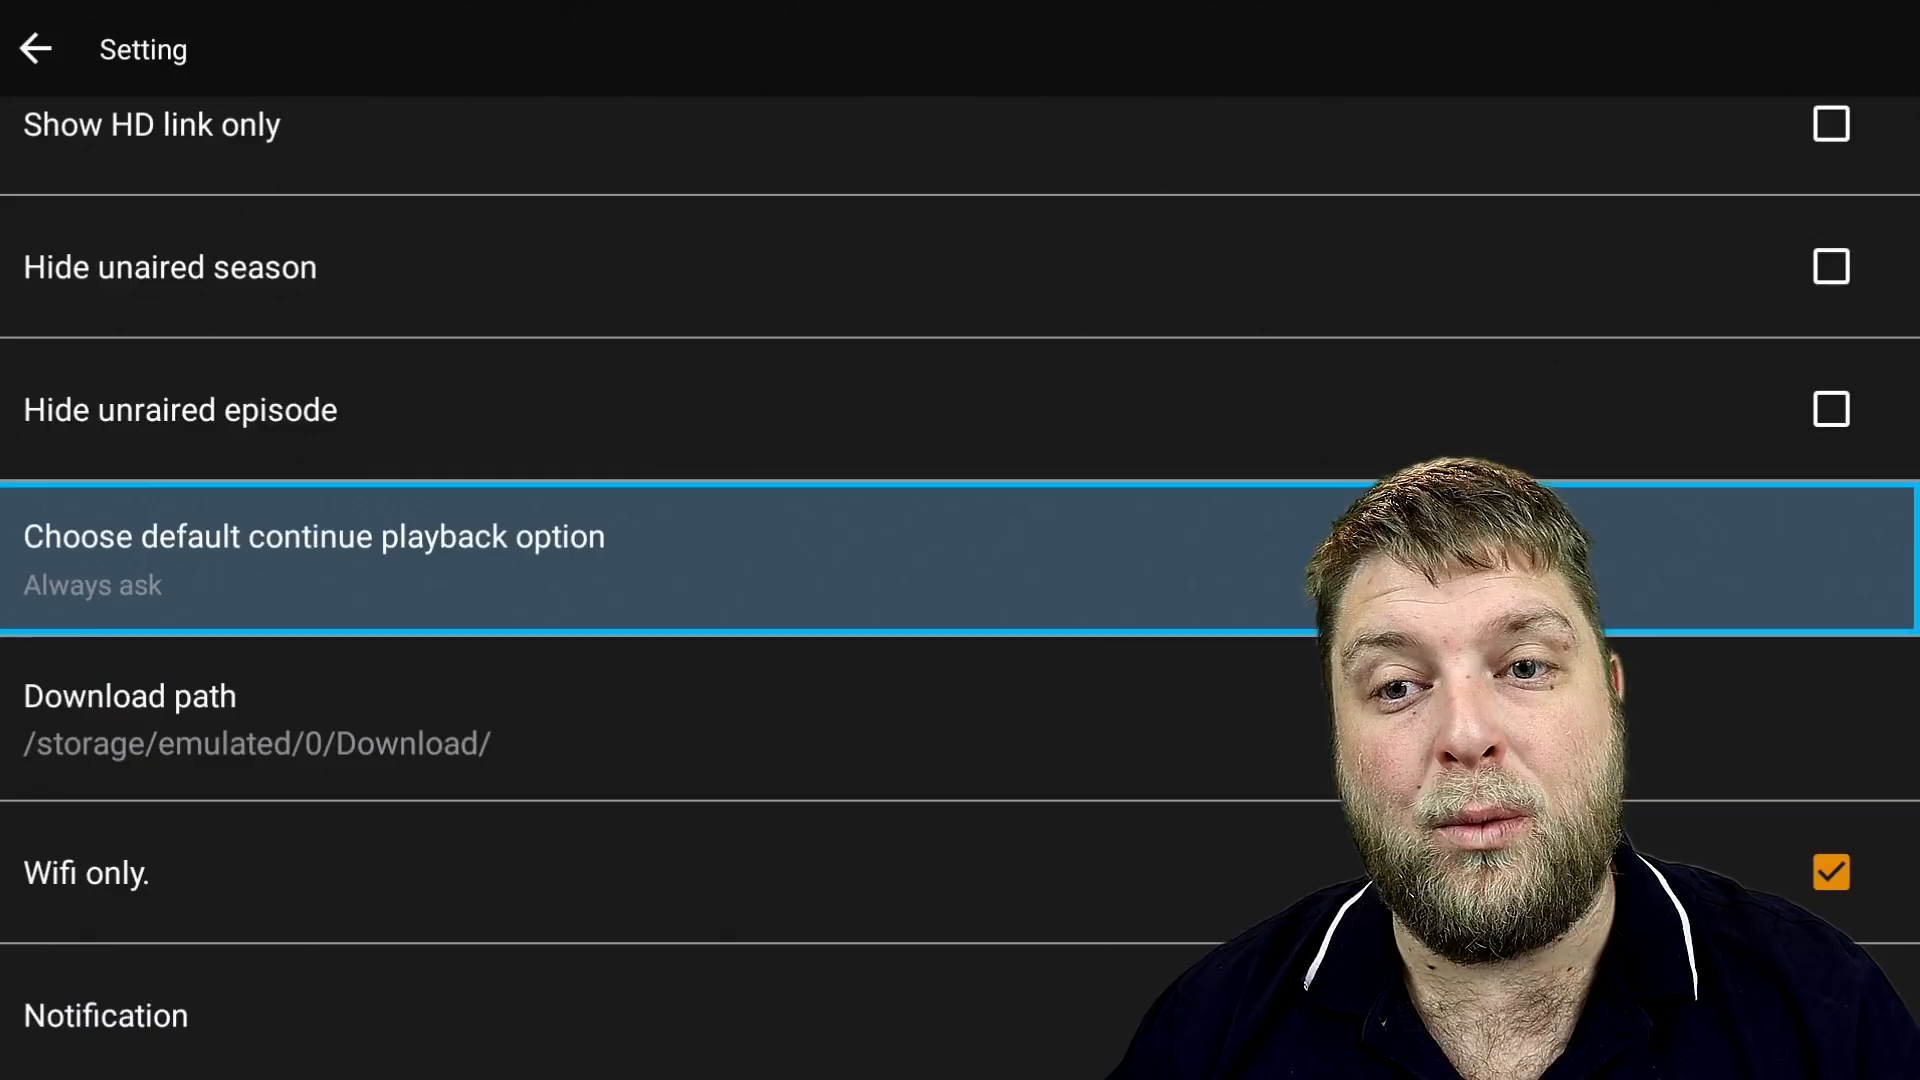 Setting
Show HD link only
Hide unaired season
Hide unraired episode
Choose default continue playback option
Always ask
Download path
/storage/emulated/0/Download/
Wifi only.
Notification